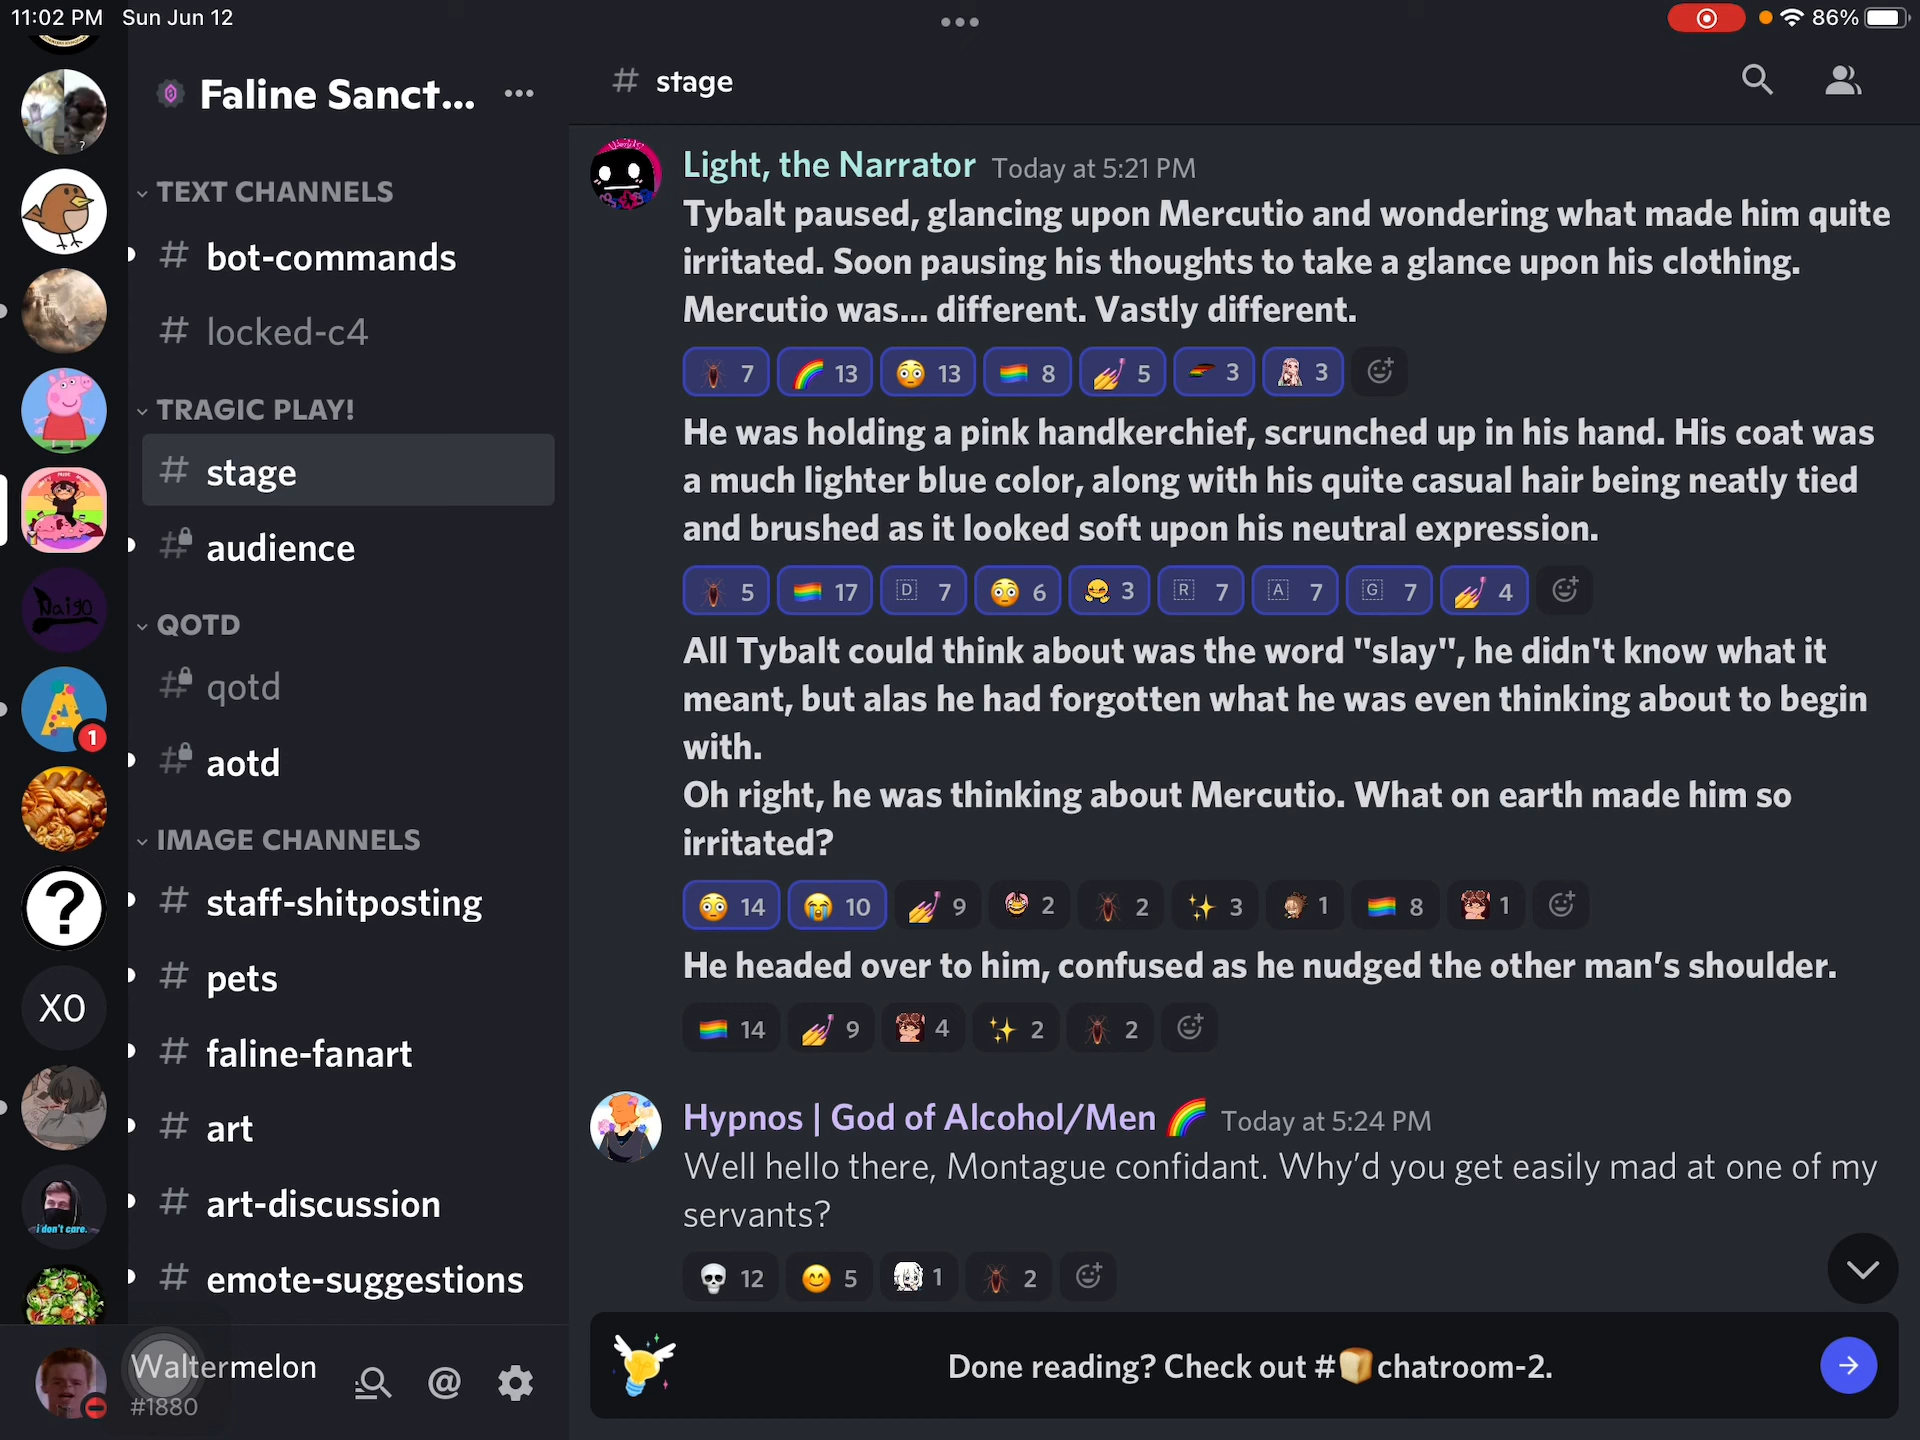 11:02 PM Sun Jun 12
86%
?
Naigo
A
1
?
XO
i don't care.
Faline Sanct...
TEXT CHANNELS
# bot-commands
# locked-c4
TRAGIC PLAY!
# stage
# audience
QOTD
# qotd
# aotd
IMAGE CHANNELS
# staff-shitposting
# pets
# faline-fanart
# art
# art-discussion
# emote-suggestions
Waltermelon
#1880
@
# stage
Light, the Narrator Today at 5:21 PM
Tybalt paused, glancing upon Mercutio and wondering what made him quite
irritated. Soon pausing his thoughts to take a glance upon his clothing.
Mercutio was... different. Vastly different.
7 13 13 8 5 3 3
He was holding a pink handkerchief, scrunched up in his hand. His coat was
a much lighter blue color, along with his quite casual hair being neatly tied
and brushed as it looked soft upon his neutral expression.
5 17 D 7 6 3 R 7 A 7 G 7 4
All Tybalt could think about was the word "slay", he didn't know what it
meant, but alas he had forgotten what he was even thinking about to begin
with.
Oh right, he was thinking about Mercutio. What on earth made him so
irritated?
14 10 9 2 2 3 1 8 1
He headed over to him, confused as he nudged the other man’s shoulder.
14 9 4 2 2
Hypnos | God of Alcohol/Men 🌈 Today at 5:24 PM
Well hello there, Montague confidant. Why’d you get easily mad at one of my
servants?
12 5 1 2
Done reading? Check out #🍞chatroom-2.